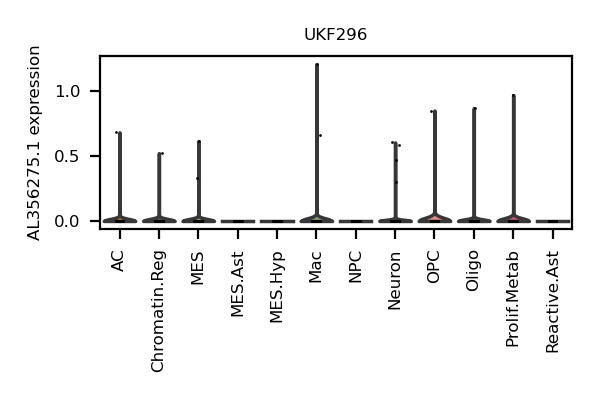 UKF296
AL356275.1 expression
1.0
0.5
0.0
AC
Chromatin.Reg
MES
MES.Ast
MES.Hyp
Mac
NPC
Neuron
OPC
Oligo
Prolif.Metab
Reactive.Ast